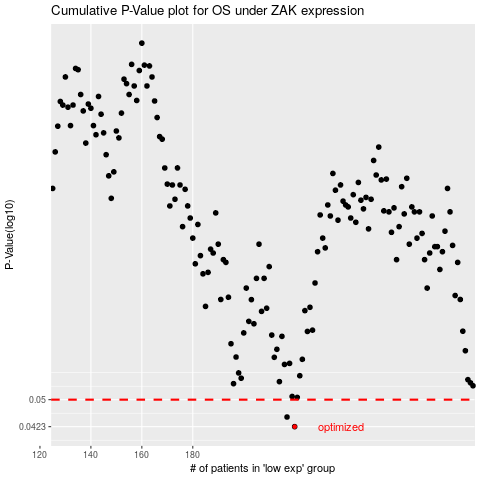 Cumulative P-Value plot for OS under ZAK expression
P-Value(log10)
0.05
0.0423
optimized
120 140 160 180
# of patients in 'low exp' group